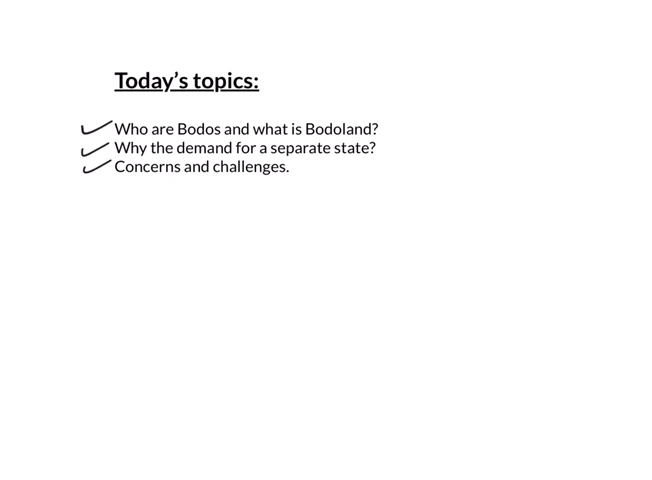 Today's topics:
Who are Bodos and what is Bodoland?
Why the demand for a separate state?
Concerns and challenges.